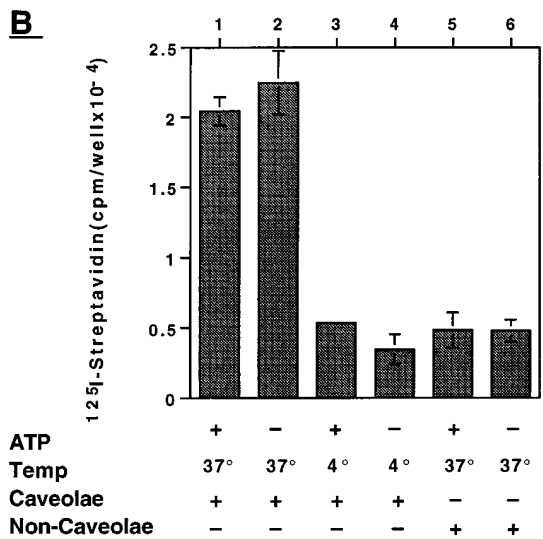 B
1 2 3 4 5 6
2.5
2
1.5
1
0.5
0
125I-Streptavidin(cpm/wellx10-4)
ATP + − + − + −
Temp 37° 37° 4° 4° 37° 37°
Caveolae + + + + − −
Non-Caveolae − − − − + +